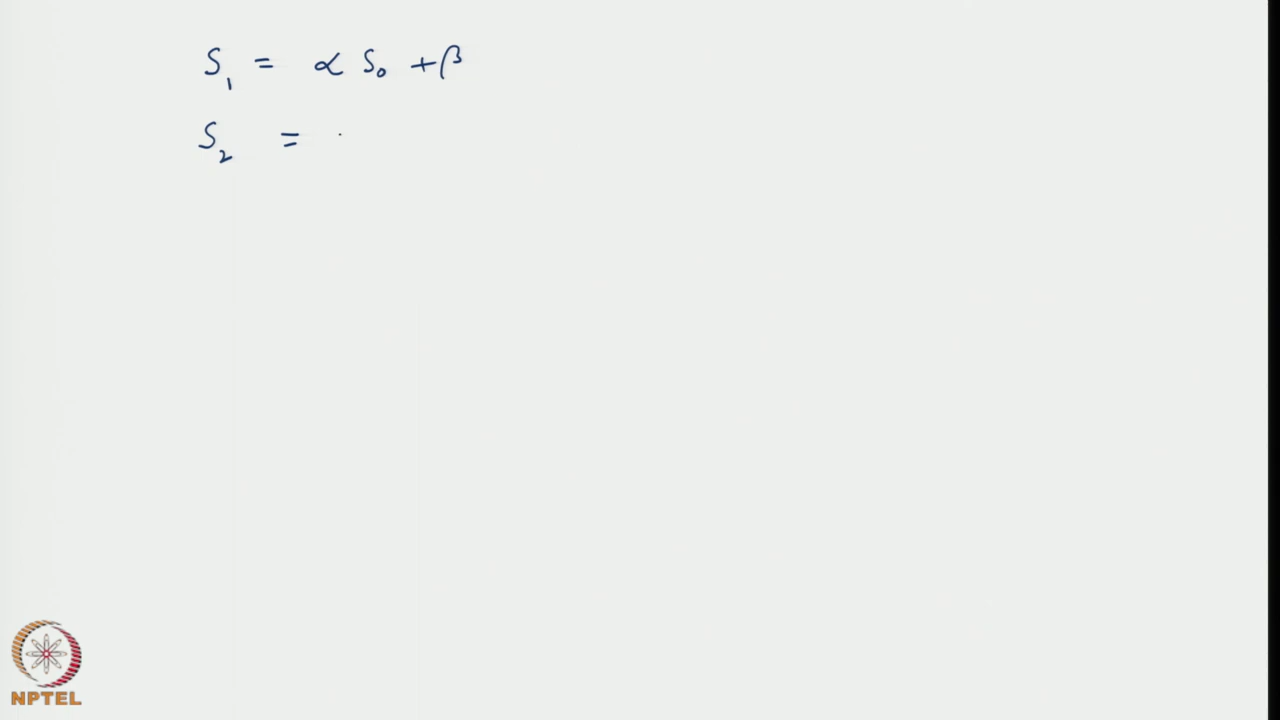 S₁ = α S₀ + β
S₂ =
NPTEL